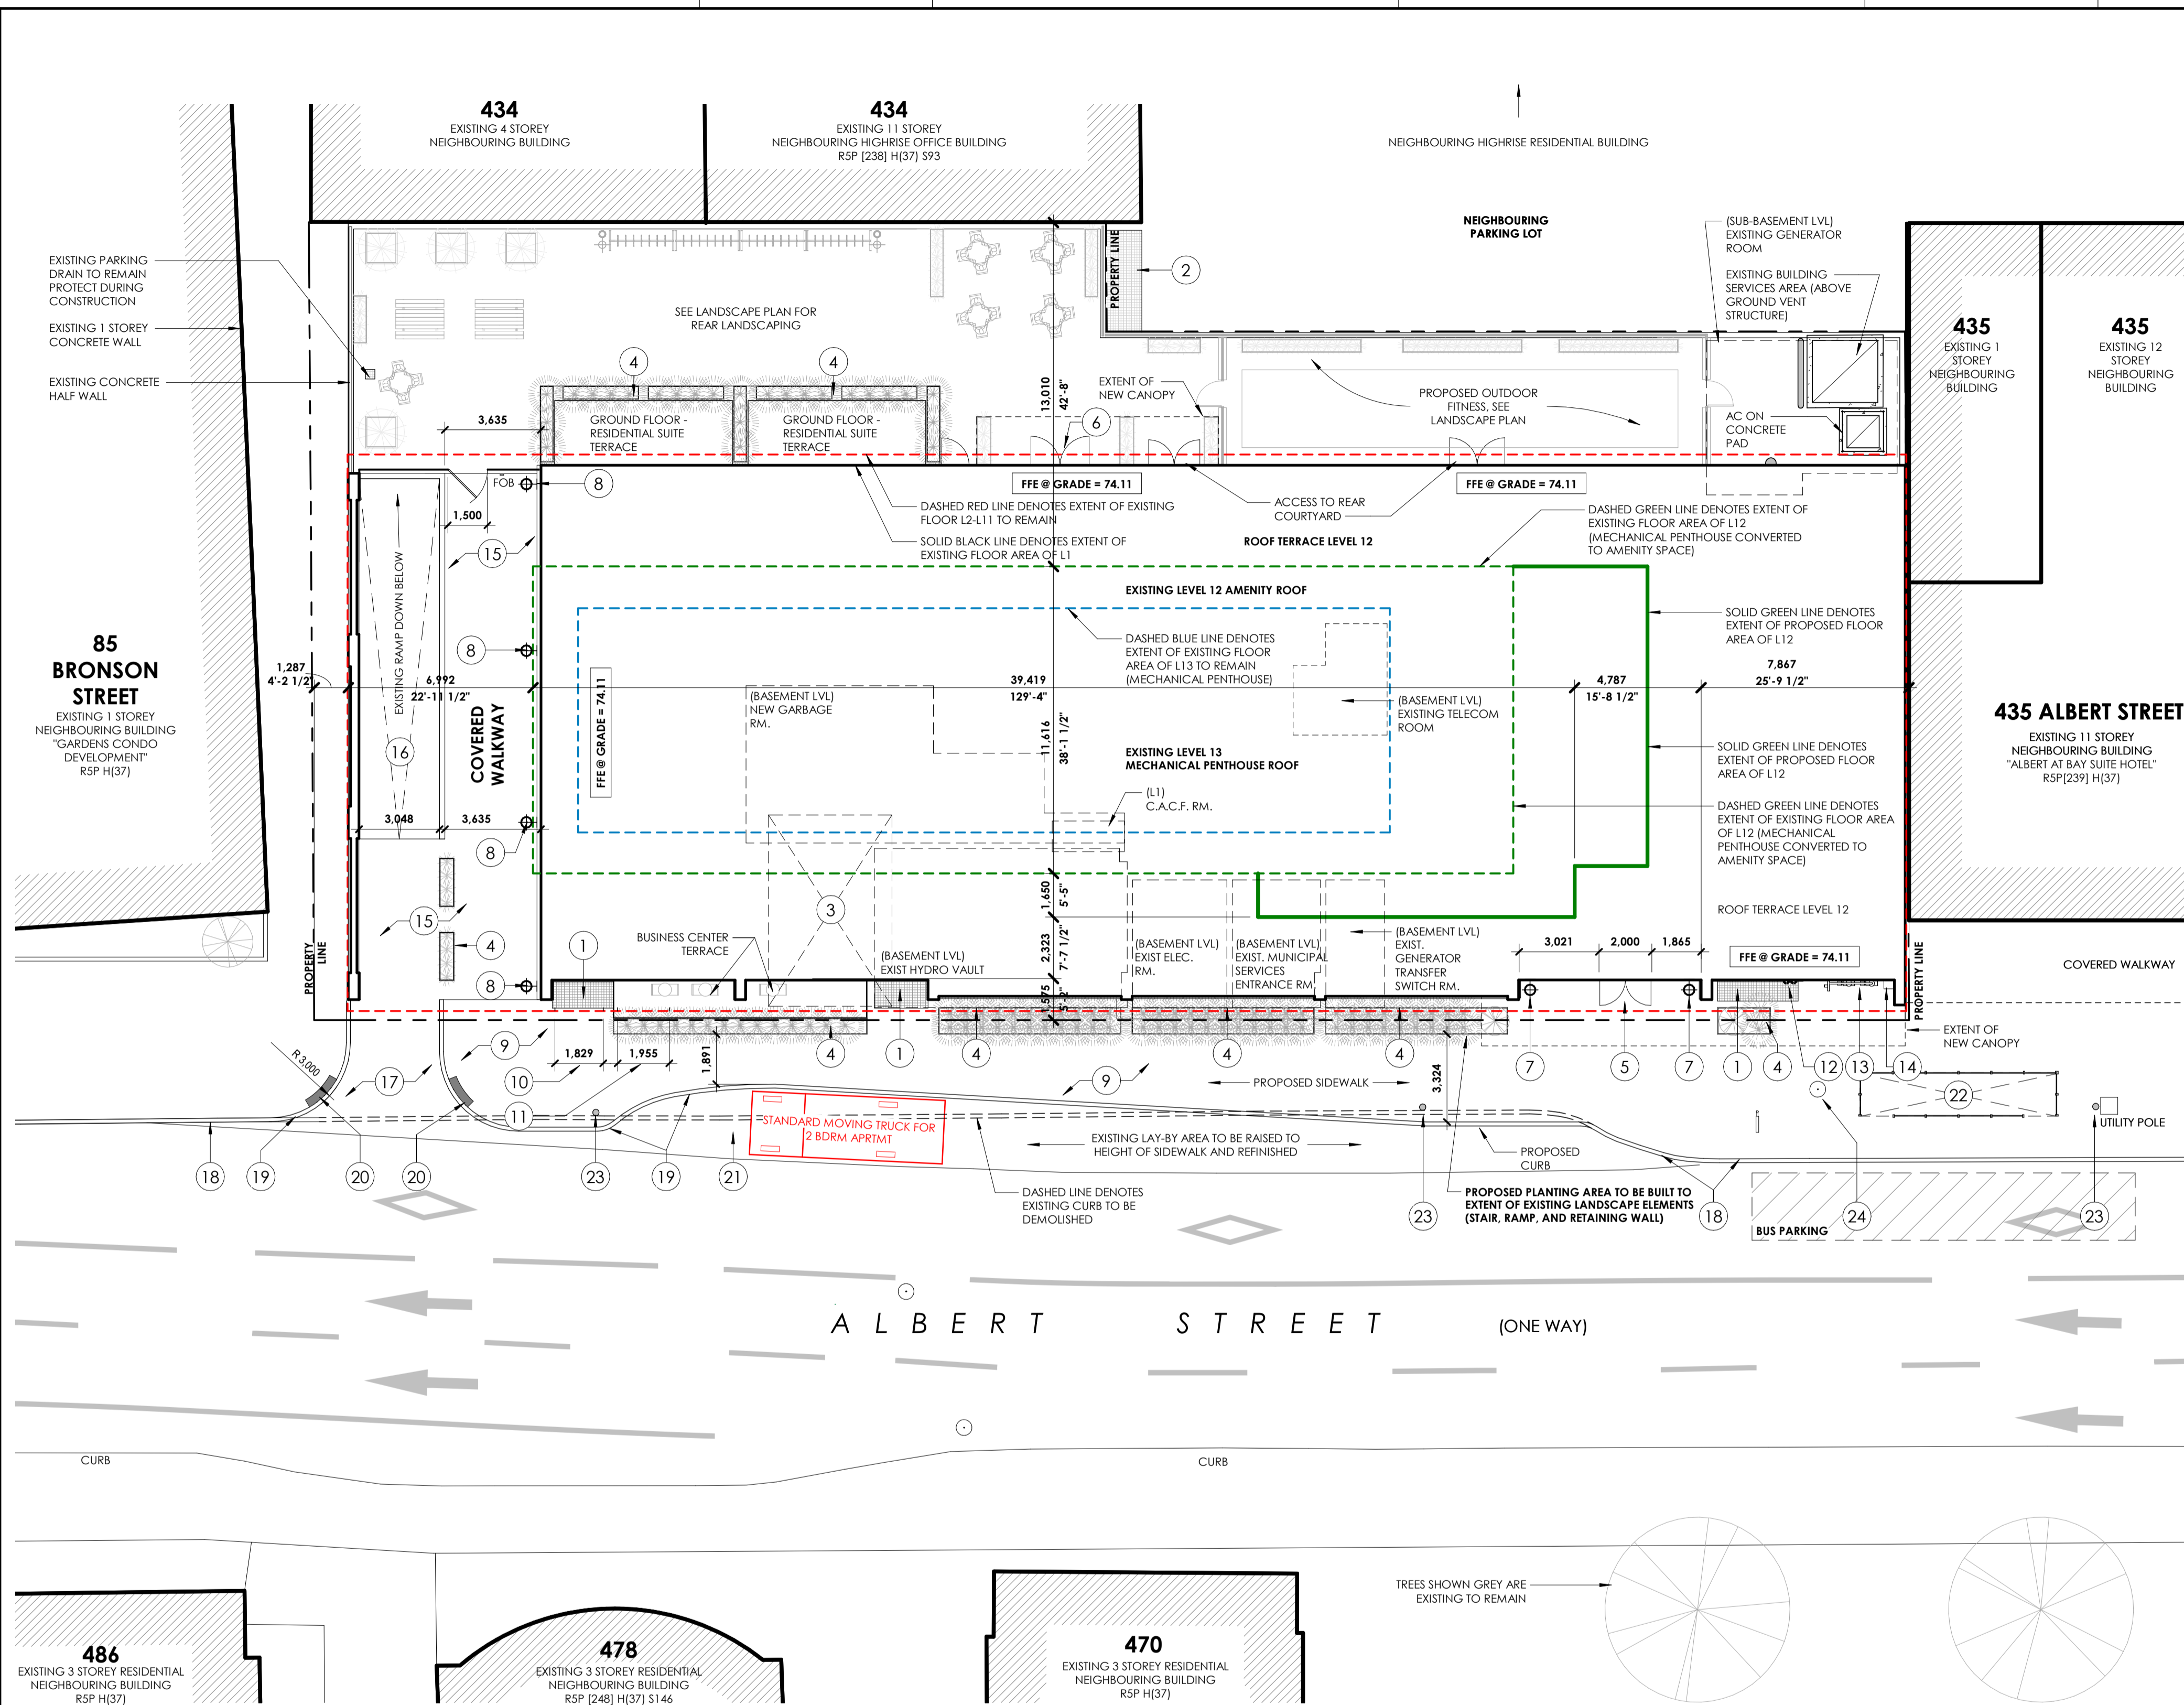 434
EXISTING 4 STOREY
NEIGHBOURING BUILDING
434
EXISTING 11 STOREY
NEIGHBOURING HIGHRISE OFFICE BUILDING
R5P [238] H(37) S93
NEIGHBOURING HIGHRISE RESIDENTIAL BUILDING
NEIGHBOURING
PARKING LOT
(SUB-BASEMENT LVL)
EXISTING GENERATOR
ROOM
EXISTING BUILDING
SERVICES AREA (ABOVE
GROUND VENT
STRUCTURE)
435
EXISTING 1
STOREY
NEIGHBOURING
BUILDING
435
EXISTING 12
STOREY
NEIGHBOURING
BUILDING
EXISTING PARKING
DRAIN TO REMAIN
PROTECT DURING
CONSTRUCTION
EXISTING 1 STOREY
CONCRETE WALL
EXISTING CONCRETE
HALF WALL
SEE LANDSCAPE PLAN FOR
REAR LANDSCAPING
PROPERTY LINE
2
4
4
13,010
42'-8"
EXTENT OF
NEW CANOPY
6
PROPOSED OUTDOOR
FITNESS, SEE
LANDSCAPE PLAN
AC ON
CONCRETE
PAD
3,635
GROUND FLOOR -
RESIDENTIAL SUITE
TERRACE
GROUND FLOOR -
RESIDENTIAL SUITE
TERRACE
FOB
8
1,500
15
FFE @ GRADE = 74.11
FFE @ GRADE = 74.11
DASHED RED LINE DENOTES EXTENT OF EXISTING
FLOOR L2-L11 TO REMAIN
SOLID BLACK LINE DENOTES EXTENT OF
EXISTING FLOOR AREA OF L1
ACCESS TO REAR
COURTYARD
ROOF TERRACE LEVEL 12
DASHED GREEN LINE DENOTES EXTENT OF
EXISTING FLOOR AREA OF L12
(MECHANICAL PENTHOUSE CONVERTED
TO AMENITY SPACE)
EXISTING LEVEL 12 AMENITY ROOF
DASHED BLUE LINE DENOTES
EXTENT OF EXISTING FLOOR
AREA OF L13 TO REMAIN
(MECHANICAL PENTHOUSE)
SOLID GREEN LINE DENOTES
EXTENT OF PROPOSED FLOOR
AREA OF L12
EXISTING RAMP DOWN BELOW
8
85
BRONSON
STREET
EXISTING 1 STOREY
NEIGHBOURING BUILDING
"GARDENS CONDO
DEVELOPMENT"
R5P H(37)
1,287
4'-2 1/2"
6,992
22'-11 1/2"
39,419
129'-4"
4,787
15'-8 1/2"
7,867
25'-9 1/2"
FFE @ GRADE = 74.11
(BASEMENT LVL)
NEW GARBAGE
RM.
(BASEMENT LVL)
EXISTING TELECOM
ROOM
COVERED
WALKWAY
16
11,616
38'-1 1/2"
EXISTING LEVEL 13
MECHANICAL PENTHOUSE ROOF
SOLID GREEN LINE DENOTES
EXTENT OF PROPOSED FLOOR
AREA OF L12
435 ALBERT STREET
EXISTING 11 STOREY
NEIGHBOURING BUILDING
"ALBERT AT BAY SUITE HOTEL"
R5P[239] H(37)
(L1)
C.A.C.F. RM.
3,048
3,635
8
DASHED GREEN LINE DENOTES
EXTENT OF EXISTING FLOOR AREA
OF L12 (MECHANICAL
PENTHOUSE CONVERTED TO
AMENITY SPACE)
ROOF TERRACE LEVEL 12
3
15
4
1
1,650
5'-5"
2,323
7'-7 1/2"
1,575
5'-2"
BUSINESS CENTER
TERRACE
(BASEMENT LVL)
EXIST HYDRO VAULT
(BASEMENT LVL)
EXIST ELEC.
RM.
(BASEMENT LVL)
EXIST. MUNICIPAL
SERVICES
ENTRANCE RM.
(BASEMENT LVL)
EXIST.
GENERATOR
TRANSFER
SWITCH RM.
3,021
2,000
1,865
FFE @ GRADE = 74.11
PROPERTY LINE
COVERED WALKWAY
PROPERTY
LINE
8
EXTENT OF
NEW CANOPY
9
R 3,000
17
1,829
1,955
1,891
10
11
4
1
4
9
4
PROPOSED SIDEWALK
4
3,324
7
5
7
1
4
12
13
14
22
UTILITY POLE
STANDARD MOVING TRUCK FOR
2 BDRM APRTMT
EXISTING LAY-BY AREA TO BE RAISED TO
HEIGHT OF SIDEWALK AND REFINISHED
PROPOSED
CURB
18
19
20
20
23
19
21
DASHED LINE DENOTES
EXISTING CURB TO BE
DEMOLISHED
23
PROPOSED PLANTING AREA TO BE BUILT TO
EXTENT OF EXISTING LANDSCAPE ELEMENTS
(STAIR, RAMP, AND RETAINING WALL)
18
BUS PARKING
24
23
ALBERT STREET (ONE WAY)
CURB
CURB
TREES SHOWN GREY ARE
EXISTING TO REMAIN
486
EXISTING 3 STOREY RESIDENTIAL
NEIGHBOURING BUILDING
R5P H(37)
478
EXISTING 3 STOREY RESIDENTIAL
NEIGHBOURING BUILDING
R5P [248] H(37) S146
470
EXISTING 3 STOREY RESIDENTIAL
NEIGHBOURING BUILDING
R5P H(37)